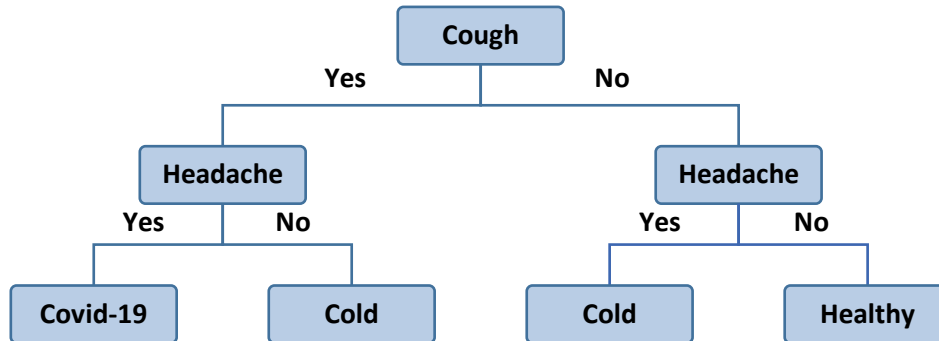 Cough
Yes No
Headache Headache
Yes No Yes No
Covid-19 Cold Cold Healthy